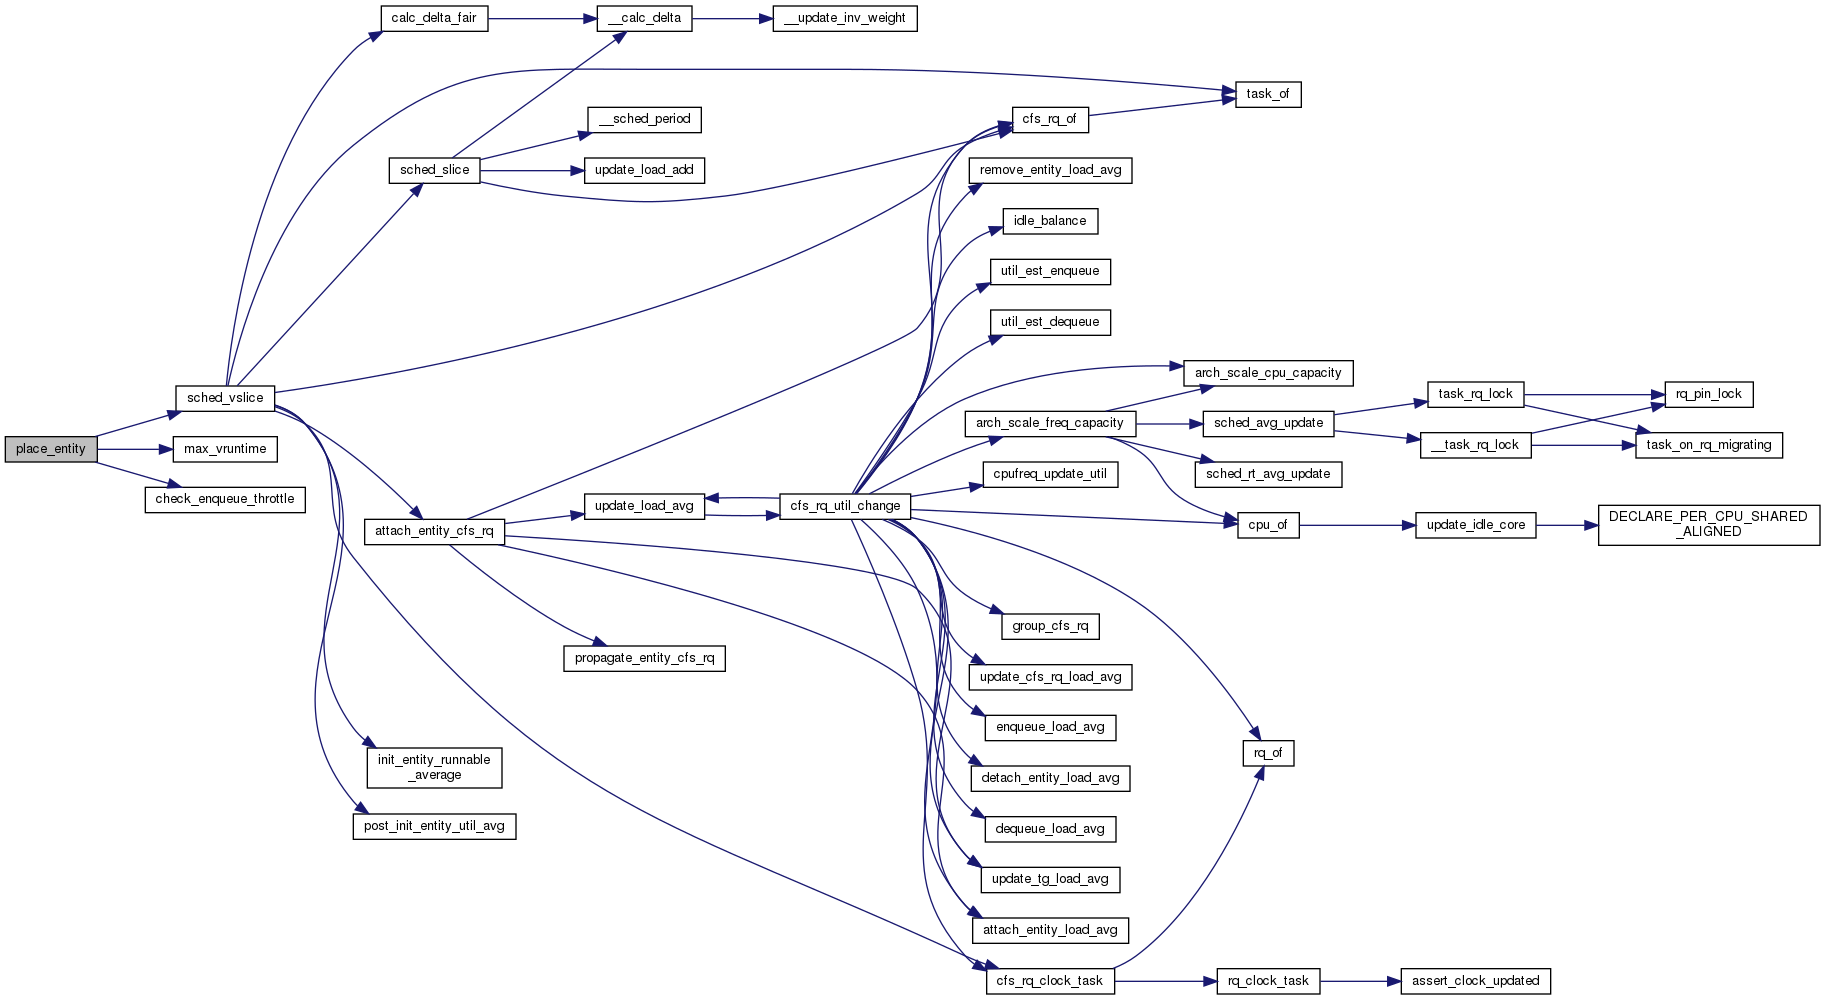 calc_delta_fair
__calc_delta
__update_inv_weight
task_of
__sched_period
cfs_rq_of
sched_slice
update_load_add
remove_entity_load_avg
idle_balance
util_est_enqueue
util_est_dequeue
arch_scale_cpu_capacity
sched_vslice
task_rq_lock
rq_pin_lock
arch_scale_freq_capacity
sched_avg_update
place_entity
max_vruntime
__task_rq_lock
task_on_rq_migrating
cpufreq_update_util
sched_rt_avg_update
check_enqueue_throttle
update_load_avg
cfs_rq_util_change
attach_entity_cfs_rq
cpu_of
update_idle_core
DECLARE_PER_CPU_SHARED
_ALIGNED
group_cfs_rq
propagate_entity_cfs_rq
update_cfs_rq_load_avg
enqueue_load_avg
rq_of
init_entity_runnable
_average
detach_entity_load_avg
post_init_entity_util_avg
dequeue_load_avg
update_tg_load_avg
attach_entity_load_avg
cfs_rq_clock_task
rq_clock_task
assert_clock_updated